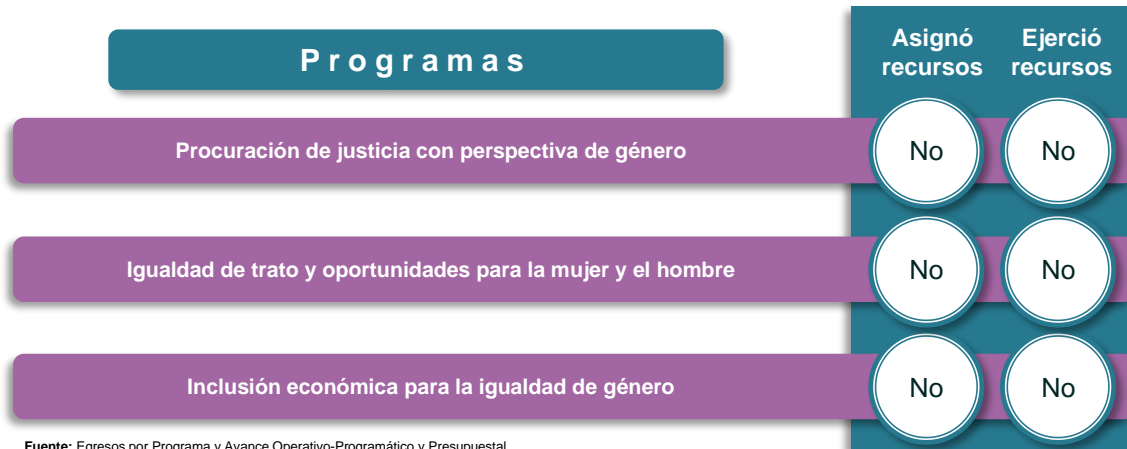 Programas
Asignó recursos
Ejerció recursos
Procuración de justicia con perspectiva de género
No
No
Igualdad de trato y oportunidades para la mujer y el hombre
No
No
Inclusión económica para la igualdad de género
No
No
Fuente: Egresos por Programa y Avance Operativo-Programático y Presupuestal